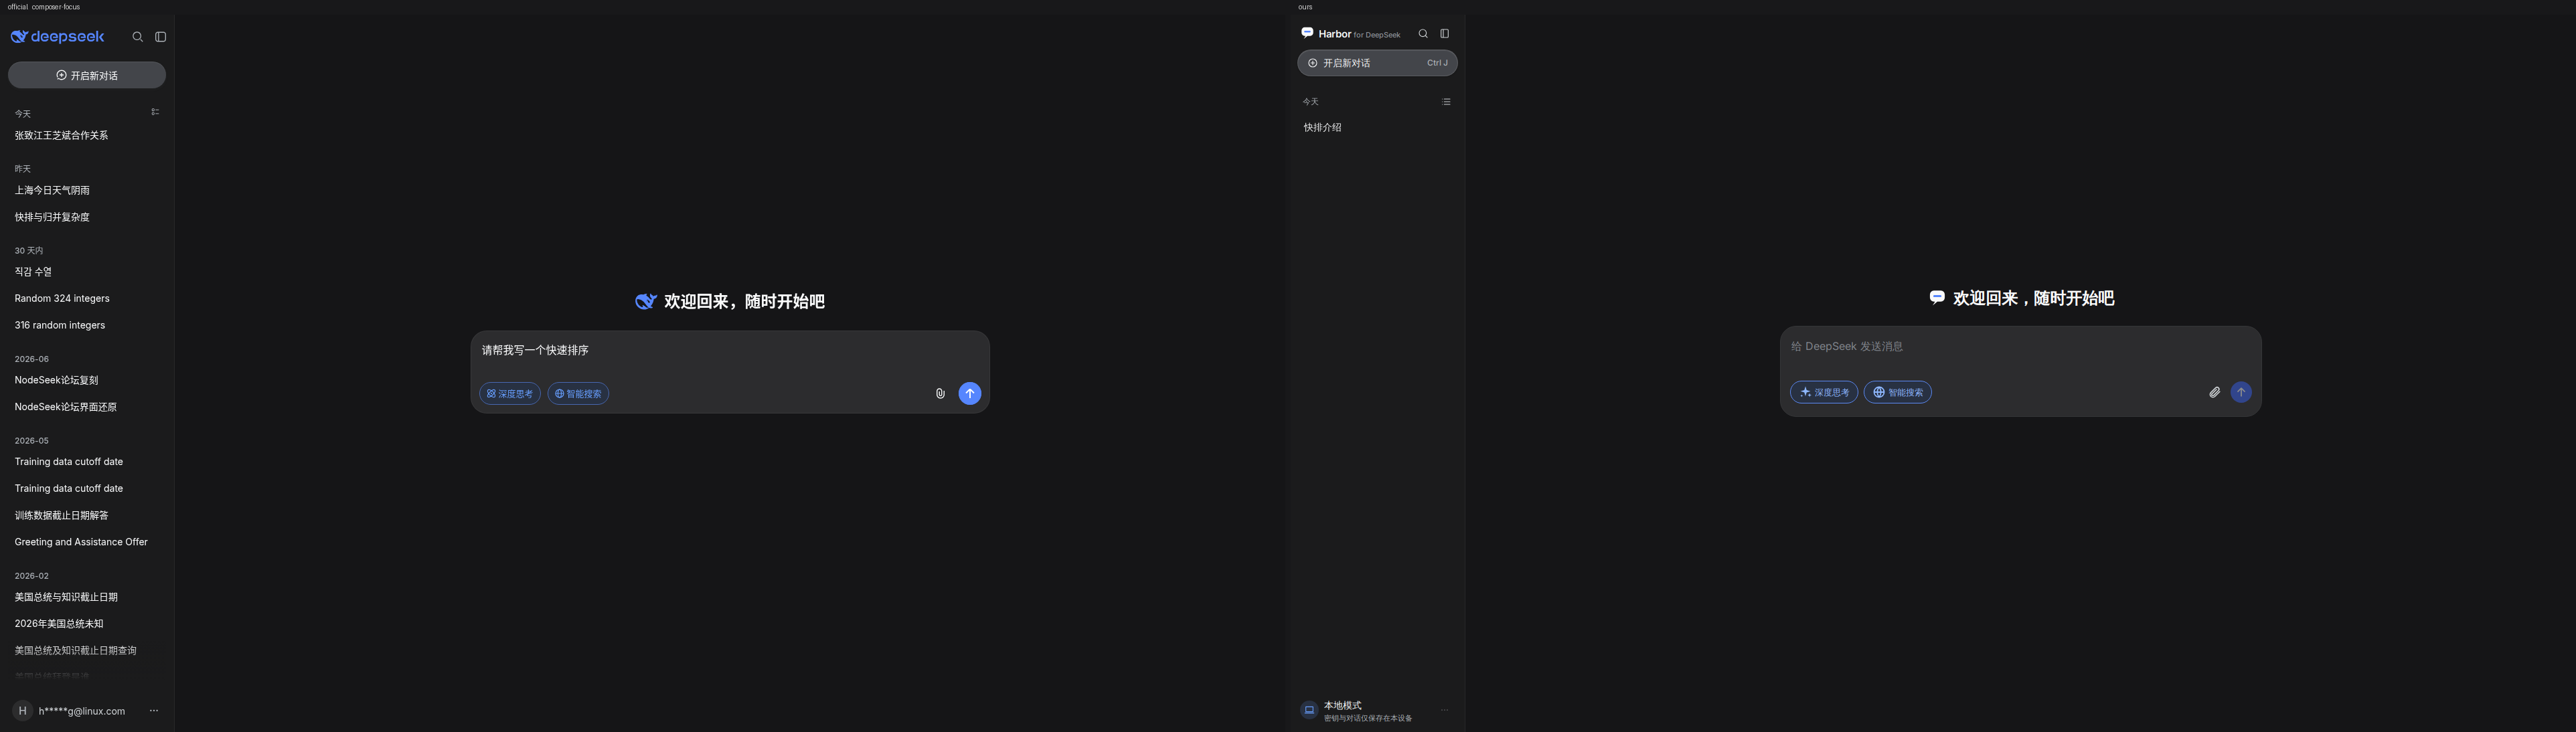 official composer-focus
deepseek
开启新对话
今天
张致江王芝斌合作关系
昨天
上海今日天气阴雨
快排与归并复杂度
30 天内
직감 수열
Random 324 integers
316 random integers
2026-06
NodeSeek论坛复刻
NodeSeek论坛界面还原
2026-05
Training data cutoff date
Training data cutoff date
训练数据截止日期解答
Greeting and Assistance Offer
2026-02
美国总统与知识截止日期
2026年美国总统未知
美国总统及知识截止日期查询
H h*****g@linux.com
欢迎回来，随时开始吧
请帮我写一个快速排序
深度思考 智能搜索
ours
Harbor for DeepSeek
开启新对话 Ctrl J
今天
快排介绍
本地模式
密钥与对话仅保存在本设备
欢迎回来，随时开始吧
给 DeepSeek 发送消息
深度思考 智能搜索